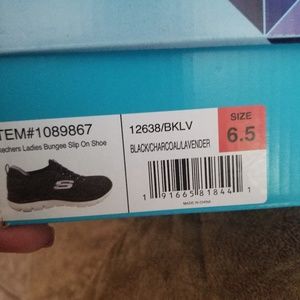 TEM#1089867
kechers Ladies Bungee Slip On Shoe
12638/BKLV
BLACK/CHARCOAL/LAVENDER
SIZE
6.5
1 91665 81844 1
MADE IN CHINA